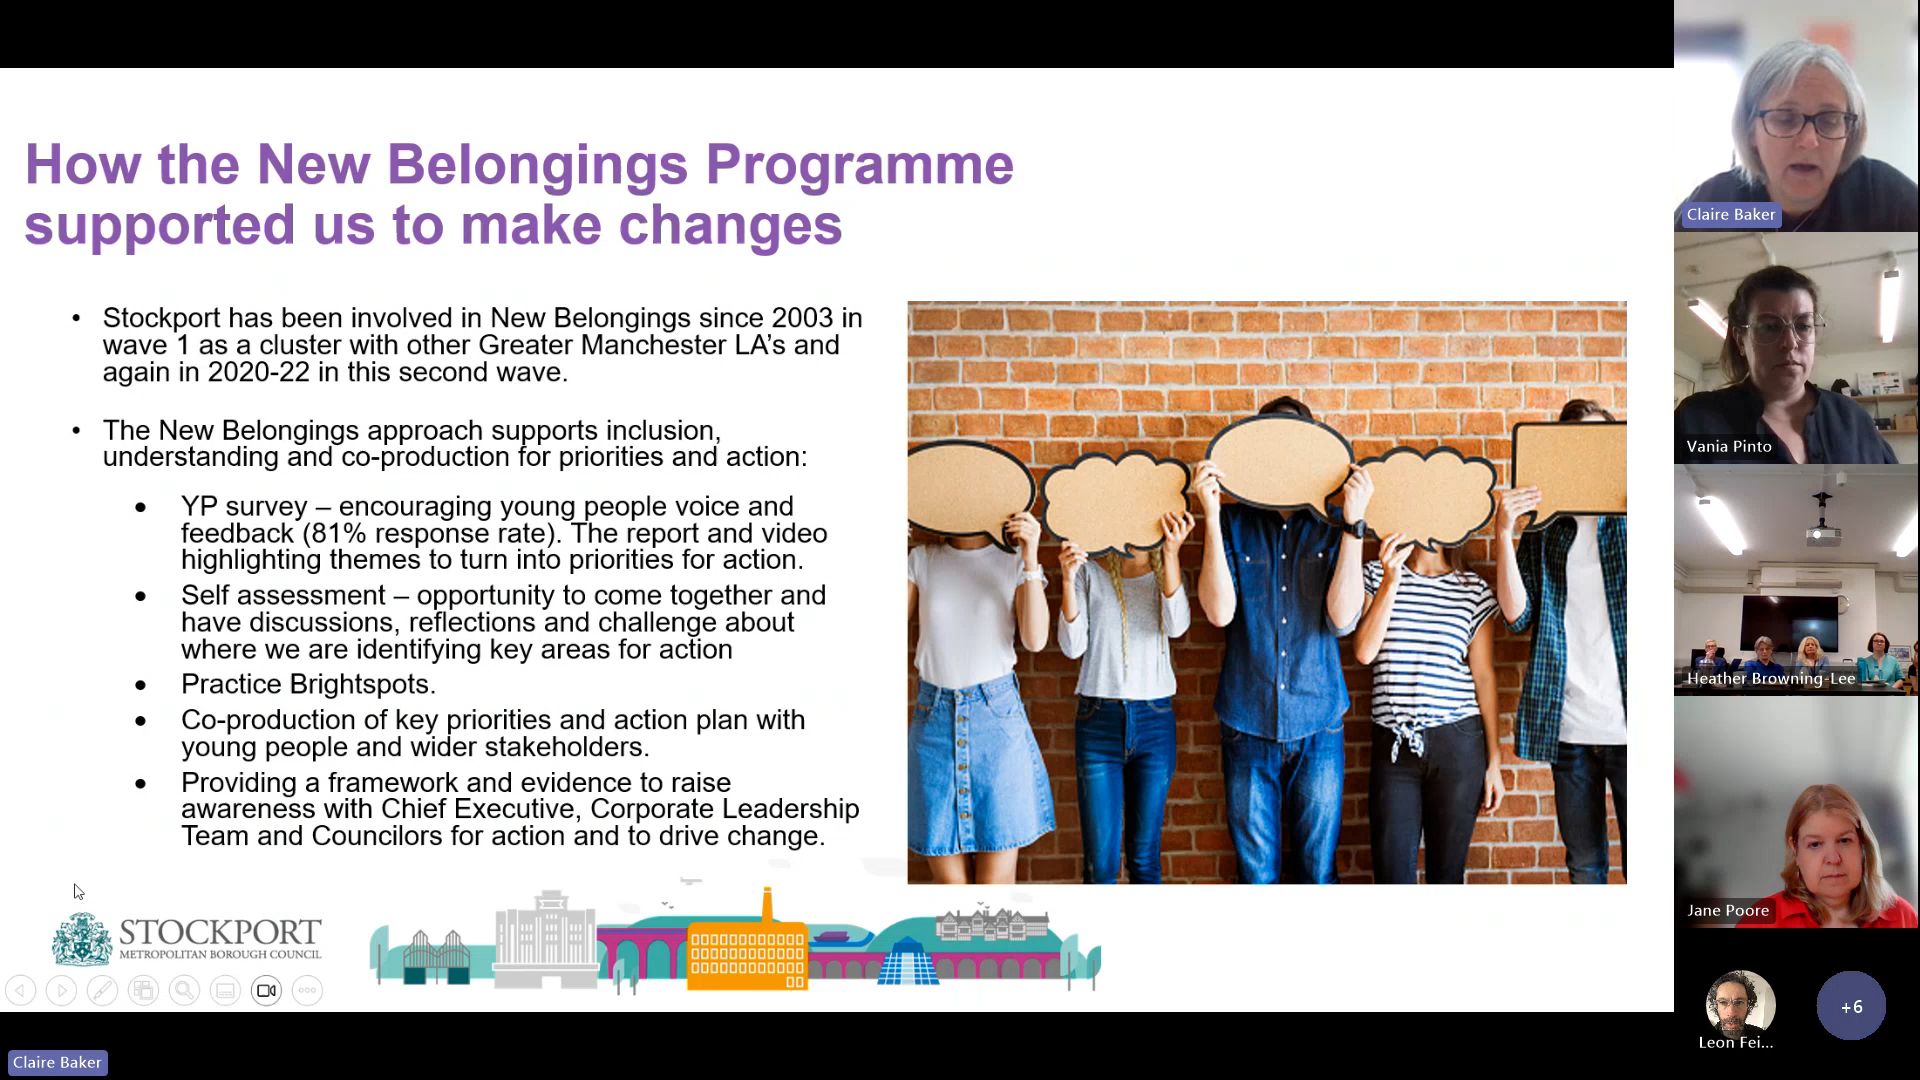 How the New Belongings Programme
supported us to make changes
• Stockport has been involved in New Belongings since 2003 in
wave 1 as a cluster with other Greater Manchester LA’s and
again in 2020-22 in this second wave.
• The New Belongings approach supports inclusion,
understanding and co-production for priorities and action:
• YP survey – encouraging young people voice and
feedback (81% response rate). The report and video
highlighting themes to turn into priorities for action.
• Self assessment – opportunity to come together and
have discussions, reflections and challenge about
where we are identifying key areas for action
• Practice Brightspots.
• Co-production of key priorities and action plan with
young people and wider stakeholders.
• Providing a framework and evidence to raise
awareness with Chief Executive, Corporate Leadership
Team and Councilors for action and to drive change.
STOCKPORT
METROPOLITAN BOROUGH COUNCIL
Claire Baker
Claire Baker
Vania Pinto
Heather Browning-Lee
Jane Poore
Leon Fei...
+6